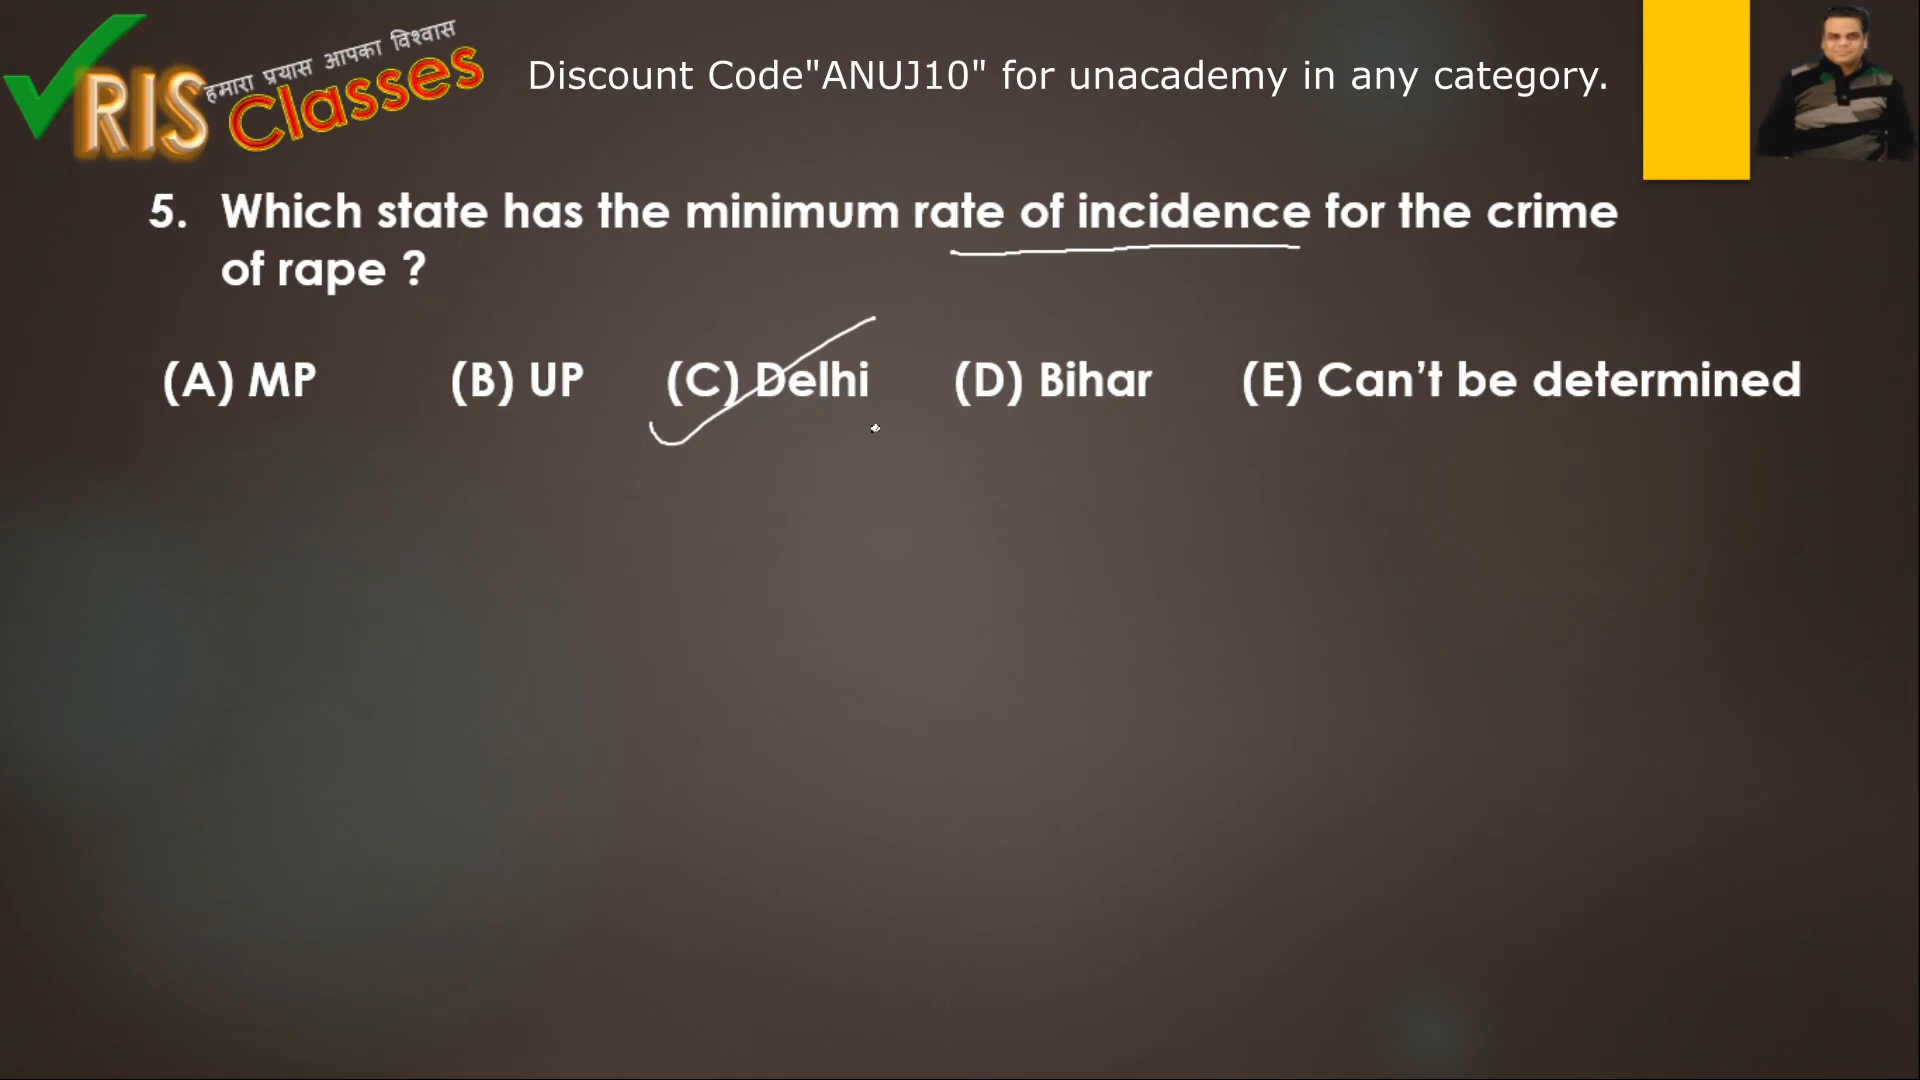 हमारा प्रयास आपका विश्वास
RIS Classes
Discount Code"ANUJ10" for unacademy in any category.
5. Which state has the minimum rate of incidence for the crime
of rape ?
(A) MP (B) UP (C) Delhi (D) Bihar (E) Can’t be determined